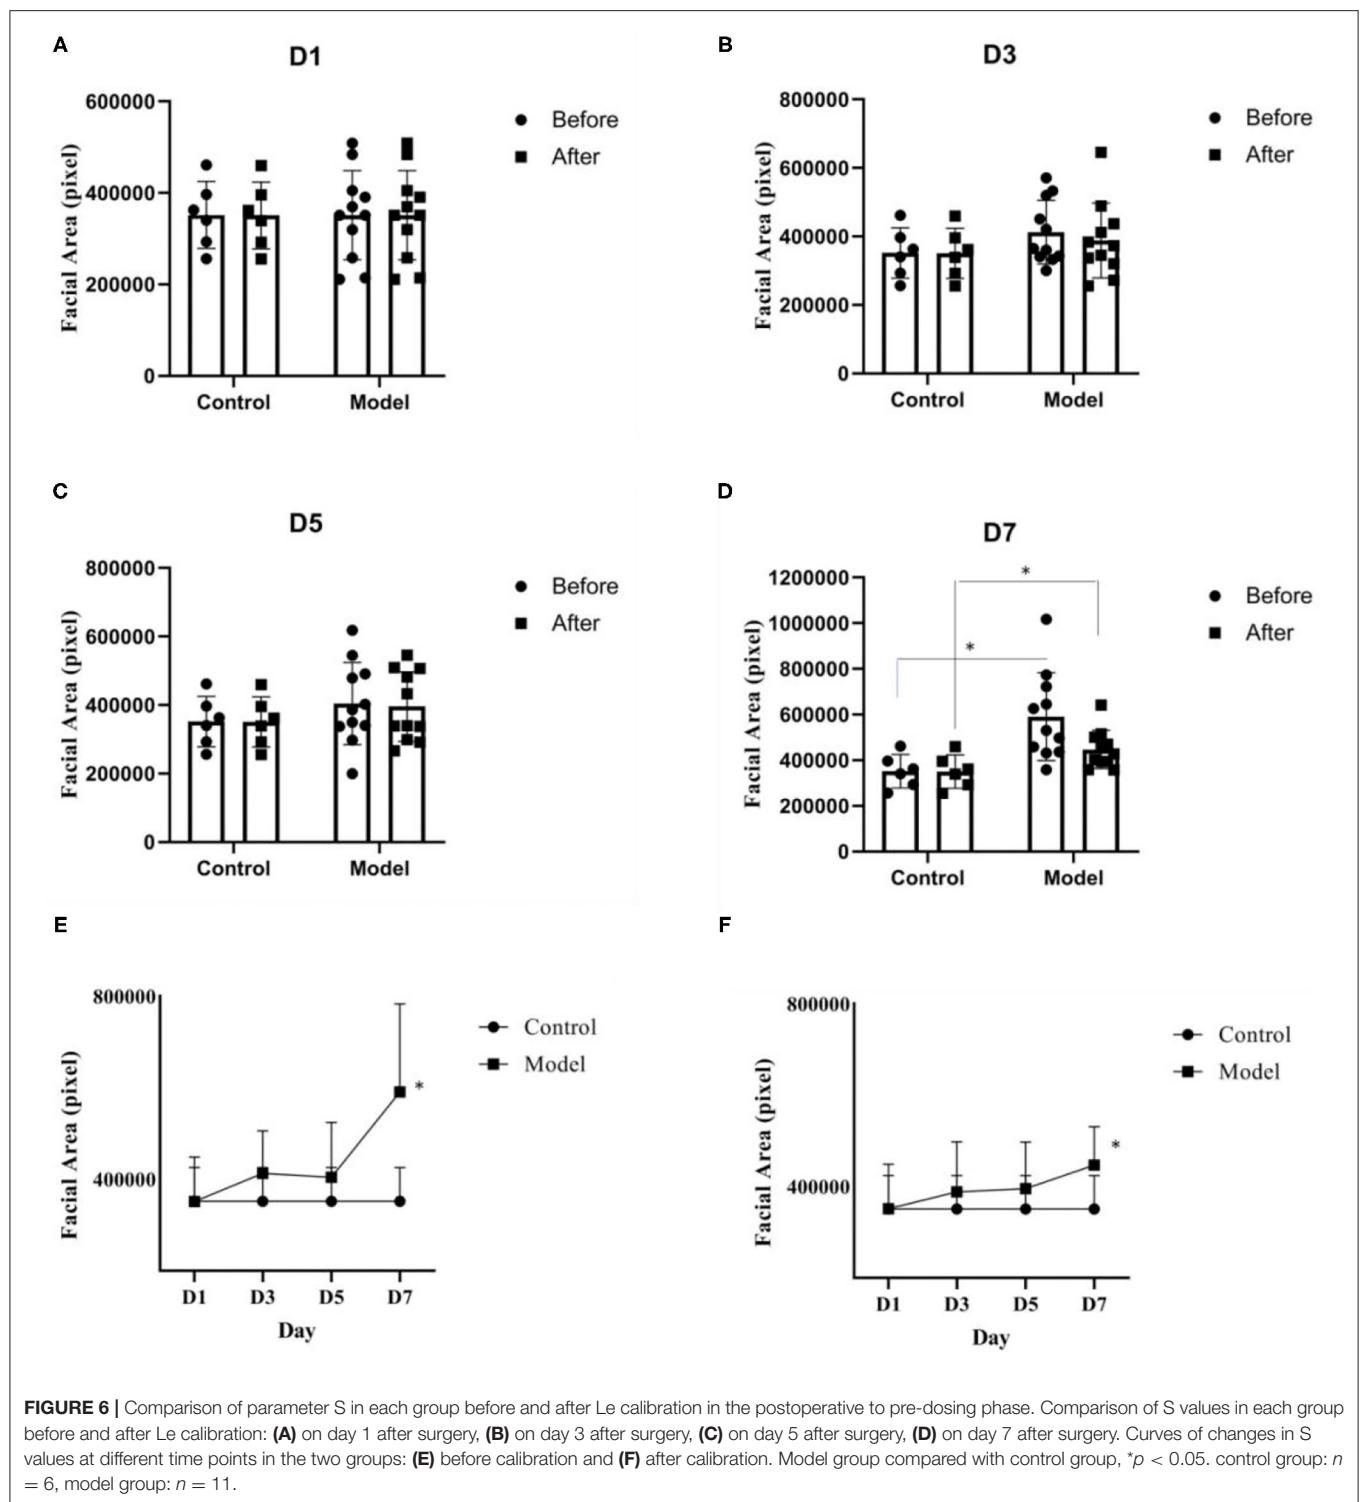 A
D1
600000
400000
200000
0
Facial Area (pixel)
Control
Model
Before
After
B
D3
800000
600000
400000
200000
0
Facial Area (pixel)
Control
Model
Before
After
C
D5
800000
600000
400000
200000
0
Facial Area (pixel)
Control
Model
Before
After
D
D7
1200000
1000000
800000
600000
400000
200000
0
Facial Area (pixel)
*
*
Control
Model
Before
After
E
800000
400000
Facial Area (pixel)
*
D1 D3 D5 D7
Day
Control
Model
F
800000
400000
Facial Area (pixel)
*
D1 D3 D5 D7
Day
Control
Model
FIGURE 6 | Comparison of parameter S in each group before and after Le calibration in the postoperative to pre-dosing phase. Comparison of S values in each group
before and after Le calibration: (A) on day 1 after surgery, (B) on day 3 after surgery, (C) on day 5 after surgery, (D) on day 7 after surgery. Curves of changes in S
values at different time points in the two groups: (E) before calibration and (F) after calibration. Model group compared with control group, *p < 0.05. control group: n
= 6, model group: n = 11.